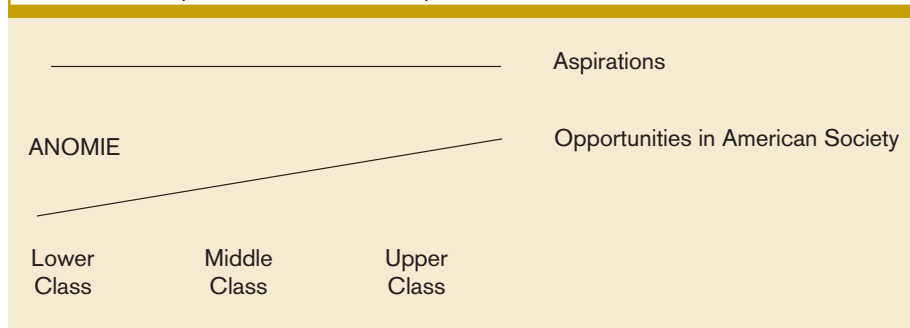 Aspirations
ANOMIE
Opportunities in American Society
Lower Middle Upper
Class Class Class